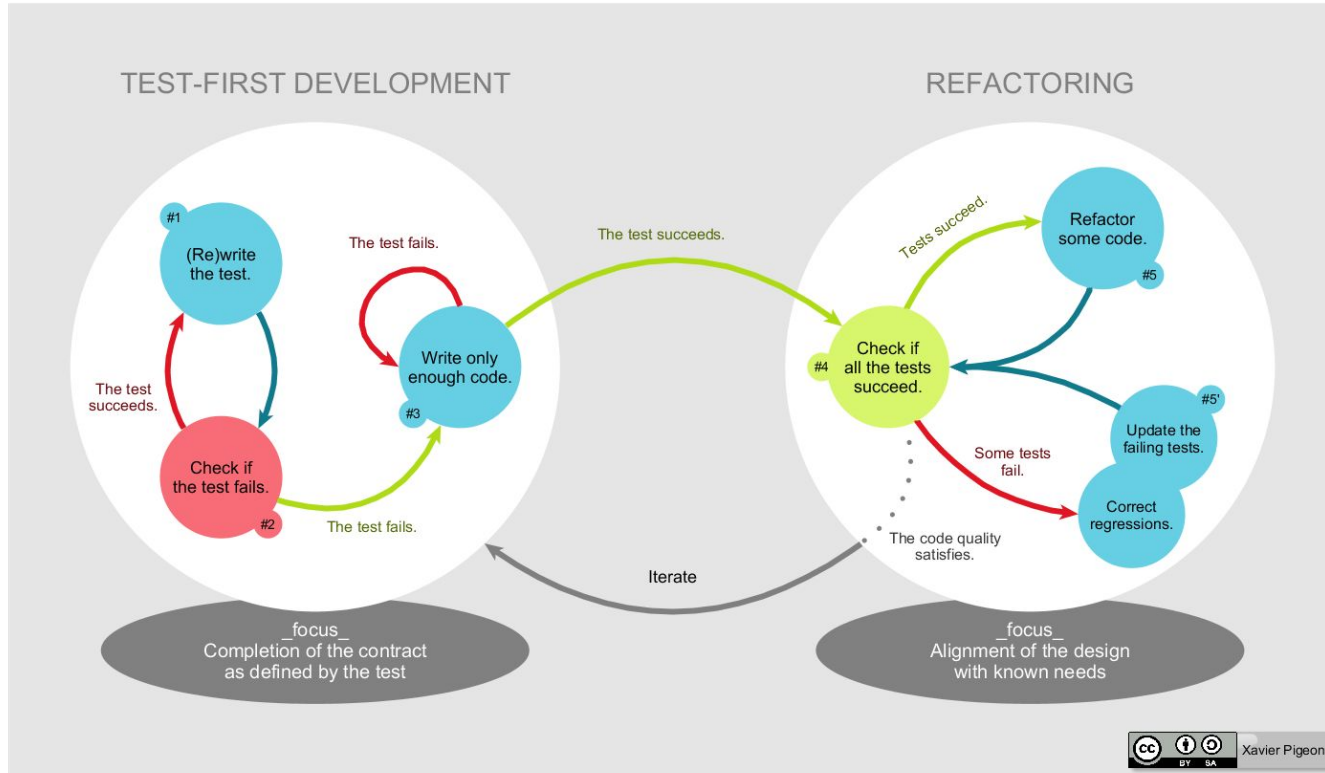 TEST-FIRST DEVELOPMENT
REFACTORING
#1
(Re)write
the test.
The test
succeeds.
Check if
the test fails.
#2
The test fails.
The test fails.
Write only
enough code.
#3
The test succeeds.
#4
Check if
all the tests
succeed.
Tests succeed.
Refactor
some code.
#5
#5'
Update the
failing tests.
Some tests
fail.
Correct
regressions.
The code quality
satisfies.
Iterate
_focus_
Completion of the contract
as defined by the test
_focus_
Alignment of the design
with known needs
cc
BY SA
Xavier Pigeon